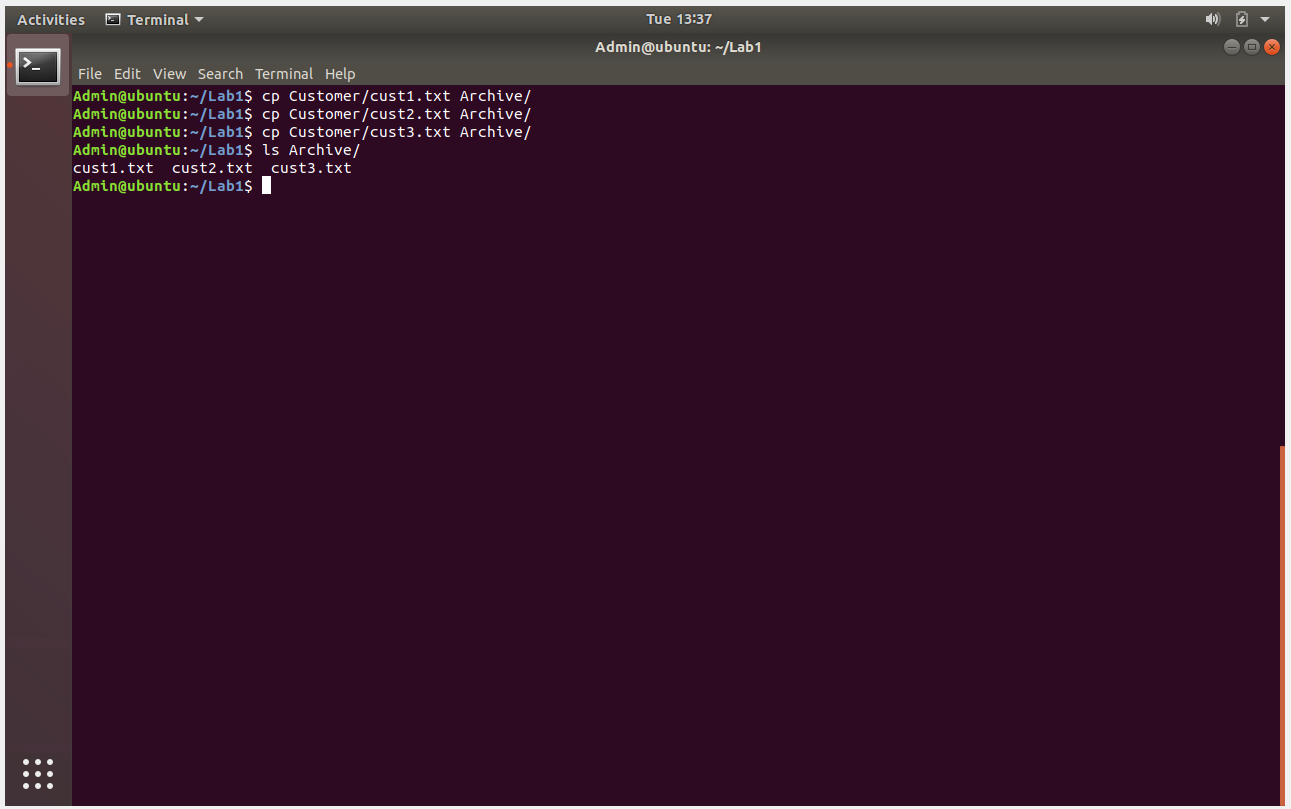 Activities Terminal Tue 13:37
Admin@ubuntu: ~/Lab1
>_
File Edit View Search Terminal Help
Admin@ubuntu:~/Lab1$ cp Customer/cust1.txt Archive/
Admin@ubuntu:~/Lab1$ cp Customer/cust2.txt Archive/
Admin@ubuntu:~/Lab1$ cp Customer/cust3.txt Archive/
Admin@ubuntu:~/Lab1$ ls Archive/
cust1.txt  cust2.txt  cust3.txt
Admin@ubuntu:~/Lab1$